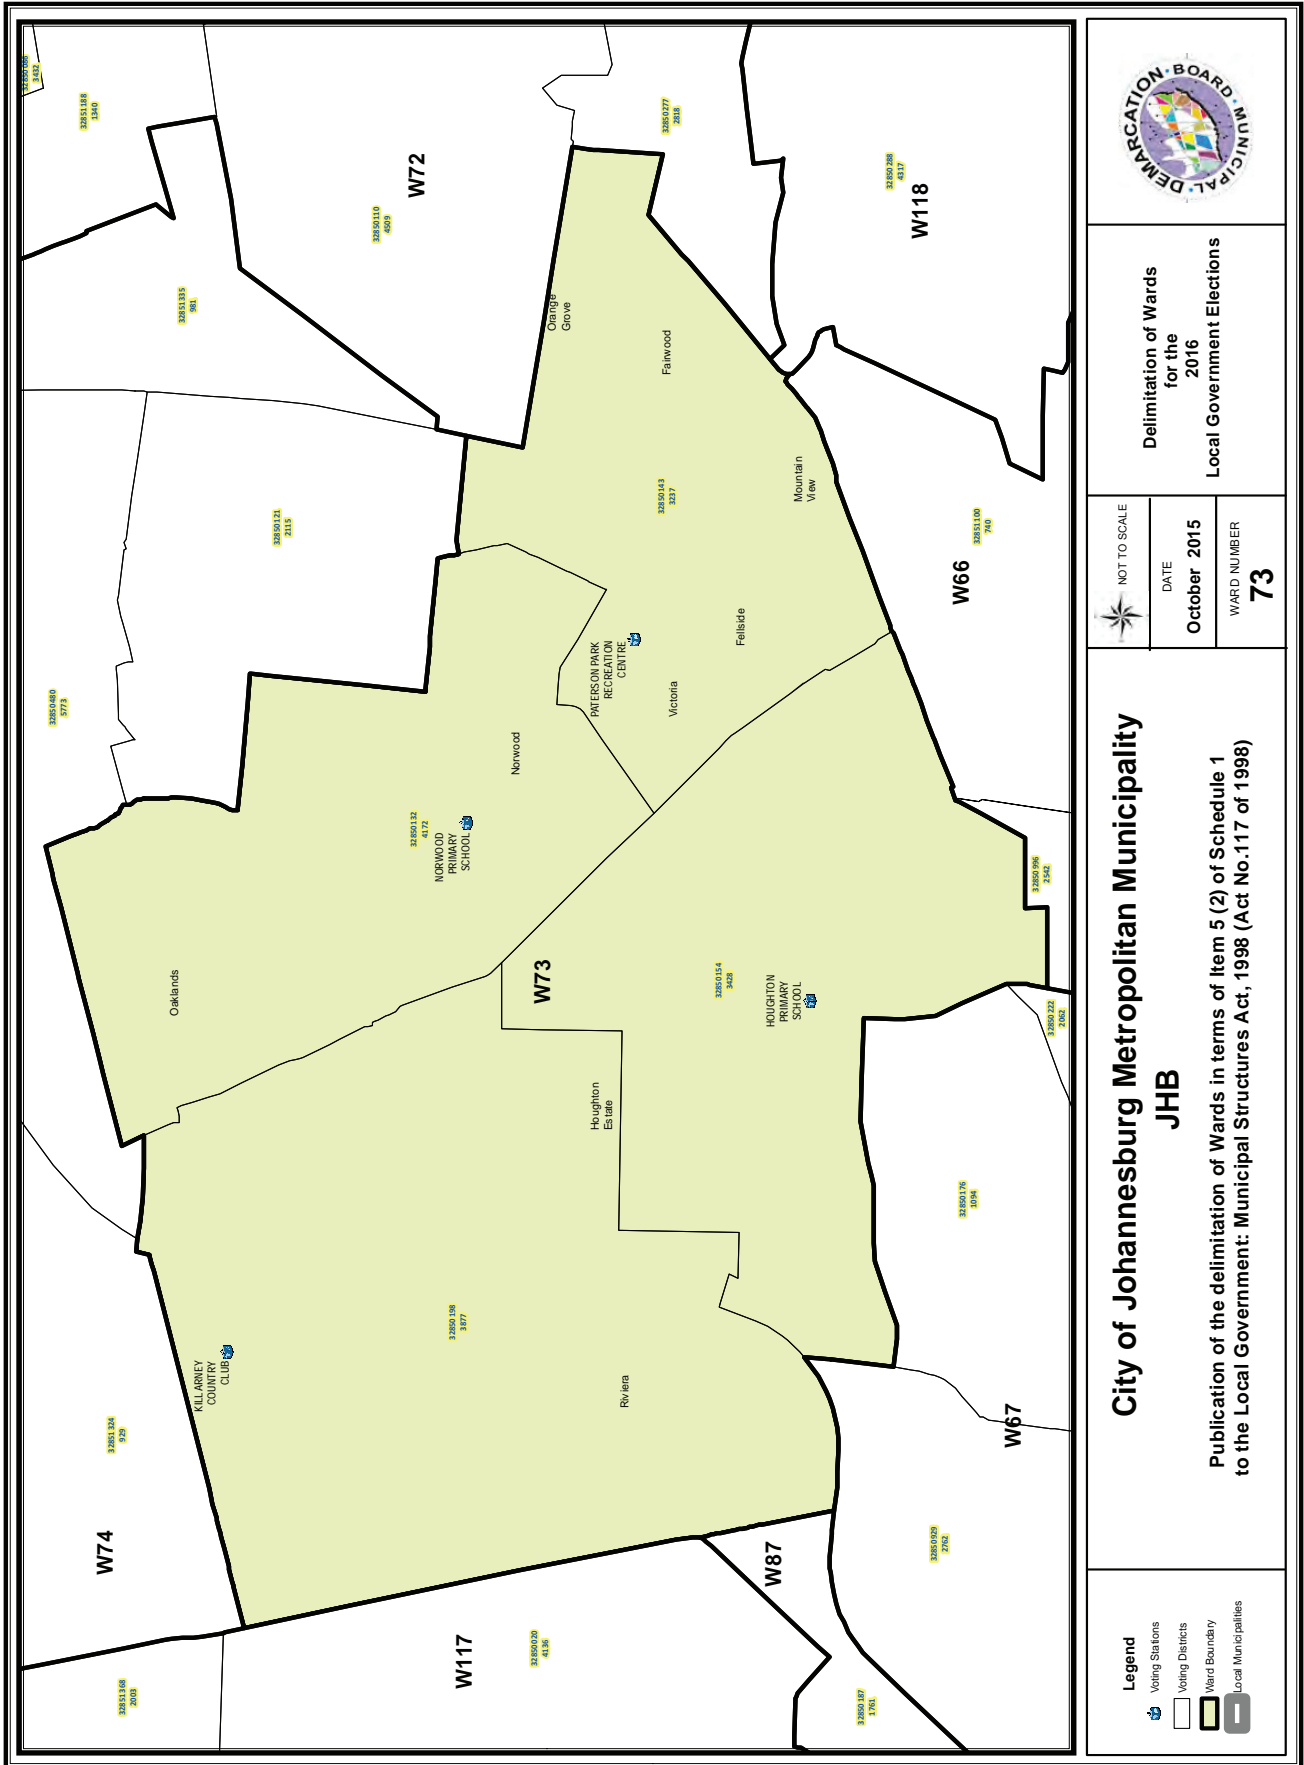 32850086
3432
32851188
1340
32851335
981
W72
32850110
4509
32850277
2818
32850288
4317
W118
Orange
Grove
Fairwood
32850121
2115
32850143
3237
Mountain
View
32851100
740
W66
32850480
5773
PATERSON PARK
RECREATION
CENTRE
Fellside
Victoria
Norwood
32850132
4172
NORWOOD
PRIMARY
SCHOOL
32850996
2542
Oaklands
W73
32850154
3428
HOUGHTON
PRIMARY
SCHOOL
32850222
2062
Houghton
Estate
32850176
1094
32850198
3877
KILLARNEY
COUNTRY
CLUB
Riviera
32851324
929
W74
W67
32850929
2762
W87
W117
32850020
4136
32851368
2003
32850187
1761
Legend
Voting Stations
Voting Districts
Ward Boundary
Local Municipalities
City of Johannesburg Metropolitan Municipality
JHB
Publication of the delimitation of Wards in terms of Item 5 (2) of Schedule 1
to the Local Government: Municipal Structures Act, 1998 (Act No.117 of 1998)
NOT TO SCALE
DATE
October 2015
WARD NUMBER
73
Delimitation of Wards
for the
2016
Local Government Elections
MUNICIPAL DEMARCATION BOARD